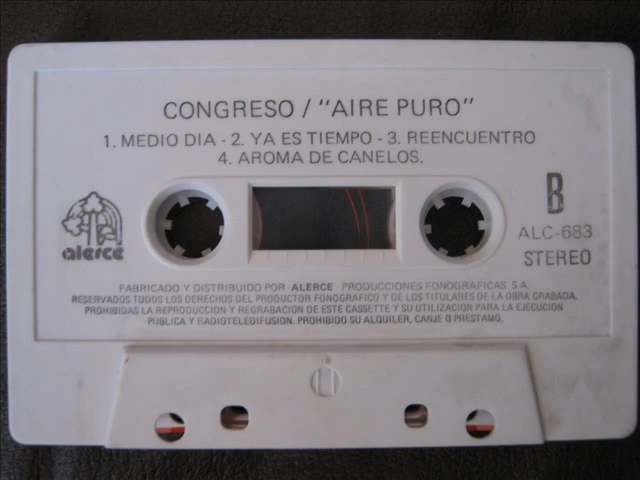 CONGRESO / "AIRE PURO"
1. MEDIO DIA - 2. YA ES TIEMPO - 3. REENCUENTRO
4. AROMA DE CANELOS.
alerce
B
ALC-683
STEREO
FABRICADO Y DISTRIBUIDO POR ALERCE PRODUCCIONES FONOGRAFICAS S.A.
RESERVADOS TODOS LOS DERECHOS DEL PRODUCTOR FONOGRAFICO Y DE LOS TITULARES DE LA OBRA GRABADA.
PROHIBIDAS LA REPRODUCCION Y REGRABACION DE ESTE CASSETTE Y SU UTILIZACION PARA LA EJECUCION
PUBLICA Y RADIOTELEDIFUSION. PROHIBIDO SU ALQUILER, CANJE O PRESTAMO.